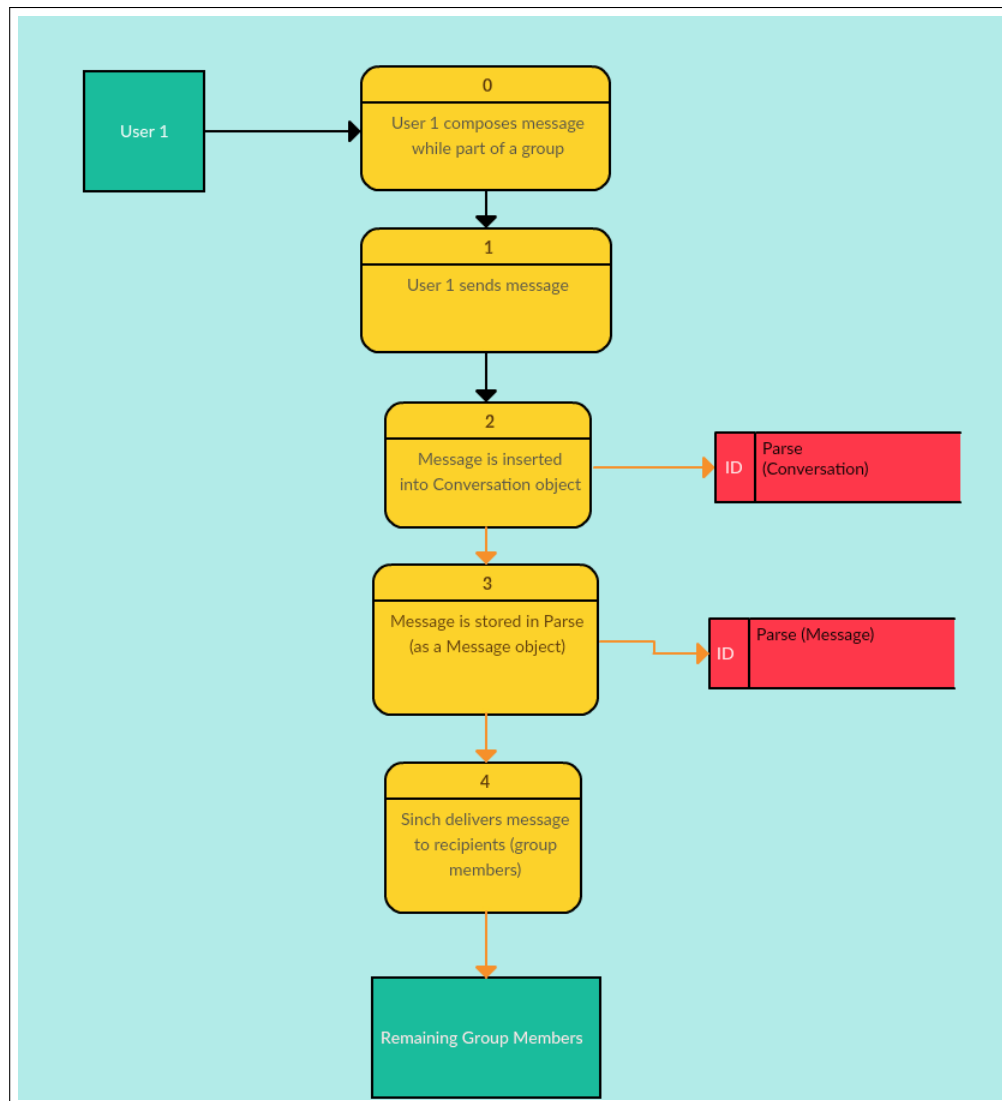 User 1
0
User 1 composes message
while part of a group
1
User 1 sends message
2
Message is inserted
into Conversation object
ID
Parse
(Conversation)
3
Message is stored in Parse
(as a Message object)
ID
Parse (Message)
4
Sinch delivers message
to recipients (group
members)
Remaining Group Members